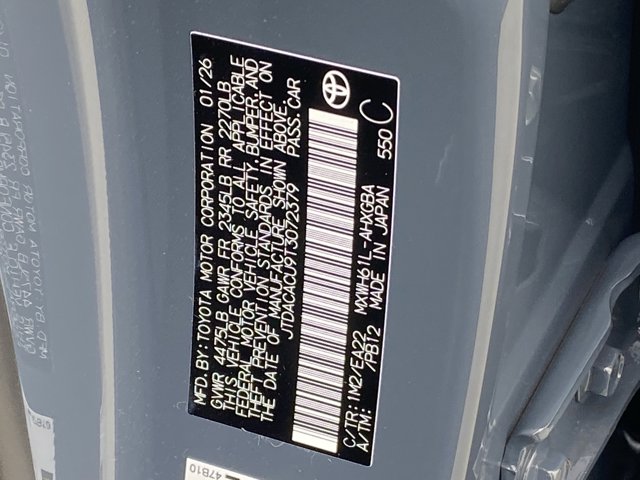 MFD. BY: TOYOTA MOTOR CORPORATION 01/26
GVWR 4475LB GAWR FR 2345LB RR 2270LB
THIS VEHICLE CONFORMS TO ALL APPLICABLE
FEDERAL MOTOR VEHICLE SAFETY, BUMPER, AND
THEFT PREVENTION STANDARDS IN EFFECT ON
THE DATE OF MANUFACTURE SHOWN ABOVE.
JTDACACU9T3072379 PASS. CAR
C/TR: 1M2/EA22 MXWH61L-AHXGBA
A/TM: /PB12 MADE IN JAPAN 550 C
47B10